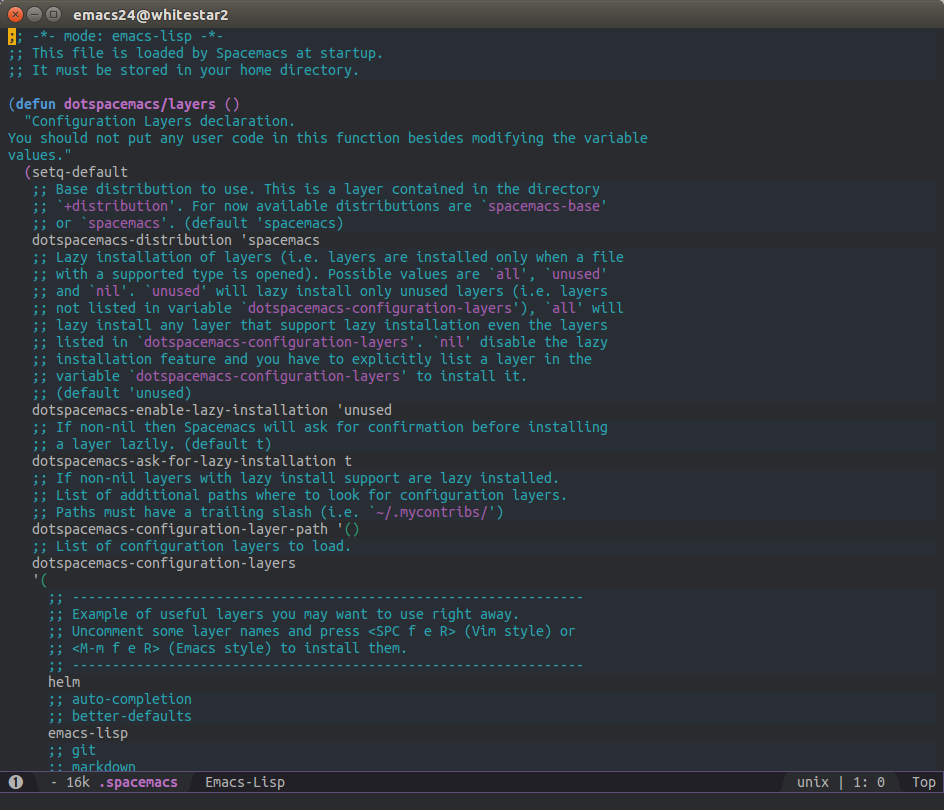 emacs24@whitestar2
;; -*- mode: emacs-lisp -*-
;; This file is loaded by Spacemacs at startup.
;; It must be stored in your home directory.

(defun dotspacemacs/layers ()
  "Configuration Layers declaration.
You should not put any user code in this function besides modifying the variable
values."
  (setq-default
   ;; Base distribution to use. This is a layer contained in the directory
   ;; `+distribution'. For now available distributions are `spacemacs-base'
   ;; or `spacemacs'. (default 'spacemacs)
   dotspacemacs-distribution 'spacemacs
   ;; Lazy installation of layers (i.e. layers are installed only when a file
   ;; with a supported type is opened). Possible values are `all', `unused'
   ;; and `nil'. `unused' will lazy install only unused layers (i.e. layers
   ;; not listed in variable `dotspacemacs-configuration-layers'), `all' will
   ;; lazy install any layer that support lazy installation even the layers
   ;; listed in `dotspacemacs-configuration-layers'. `nil' disable the lazy
   ;; installation feature and you have to explicitly list a layer in the
   ;; variable `dotspacemacs-configuration-layers' to install it.
   ;; (default 'unused)
   dotspacemacs-enable-lazy-installation 'unused
   ;; If non-nil then Spacemacs will ask for confirmation before installing
   ;; a layer lazily. (default t)
   dotspacemacs-ask-for-lazy-installation t
   ;; If non-nil layers with lazy install support are lazy installed.
   ;; List of additional paths where to look for configuration layers.
   ;; Paths must have a trailing slash (i.e. `~/.mycontribs/')
   dotspacemacs-configuration-layer-path '()
   ;; List of configuration layers to load.
   dotspacemacs-configuration-layers
   '(
     ;; ----------------------------------------------------------------
     ;; Example of useful layers you may want to use right away.
     ;; Uncomment some layer names and press <SPC f e R> (Vim style) or
     ;; <M-m f e R> (Emacs style) to install them.
     ;; ----------------------------------------------------------------
     helm
     ;; auto-completion
     ;; better-defaults
     emacs-lisp
     ;; git
     ;; markdown
1 - 16k .spacemacs Emacs-Lisp unix | 1: 0 Top